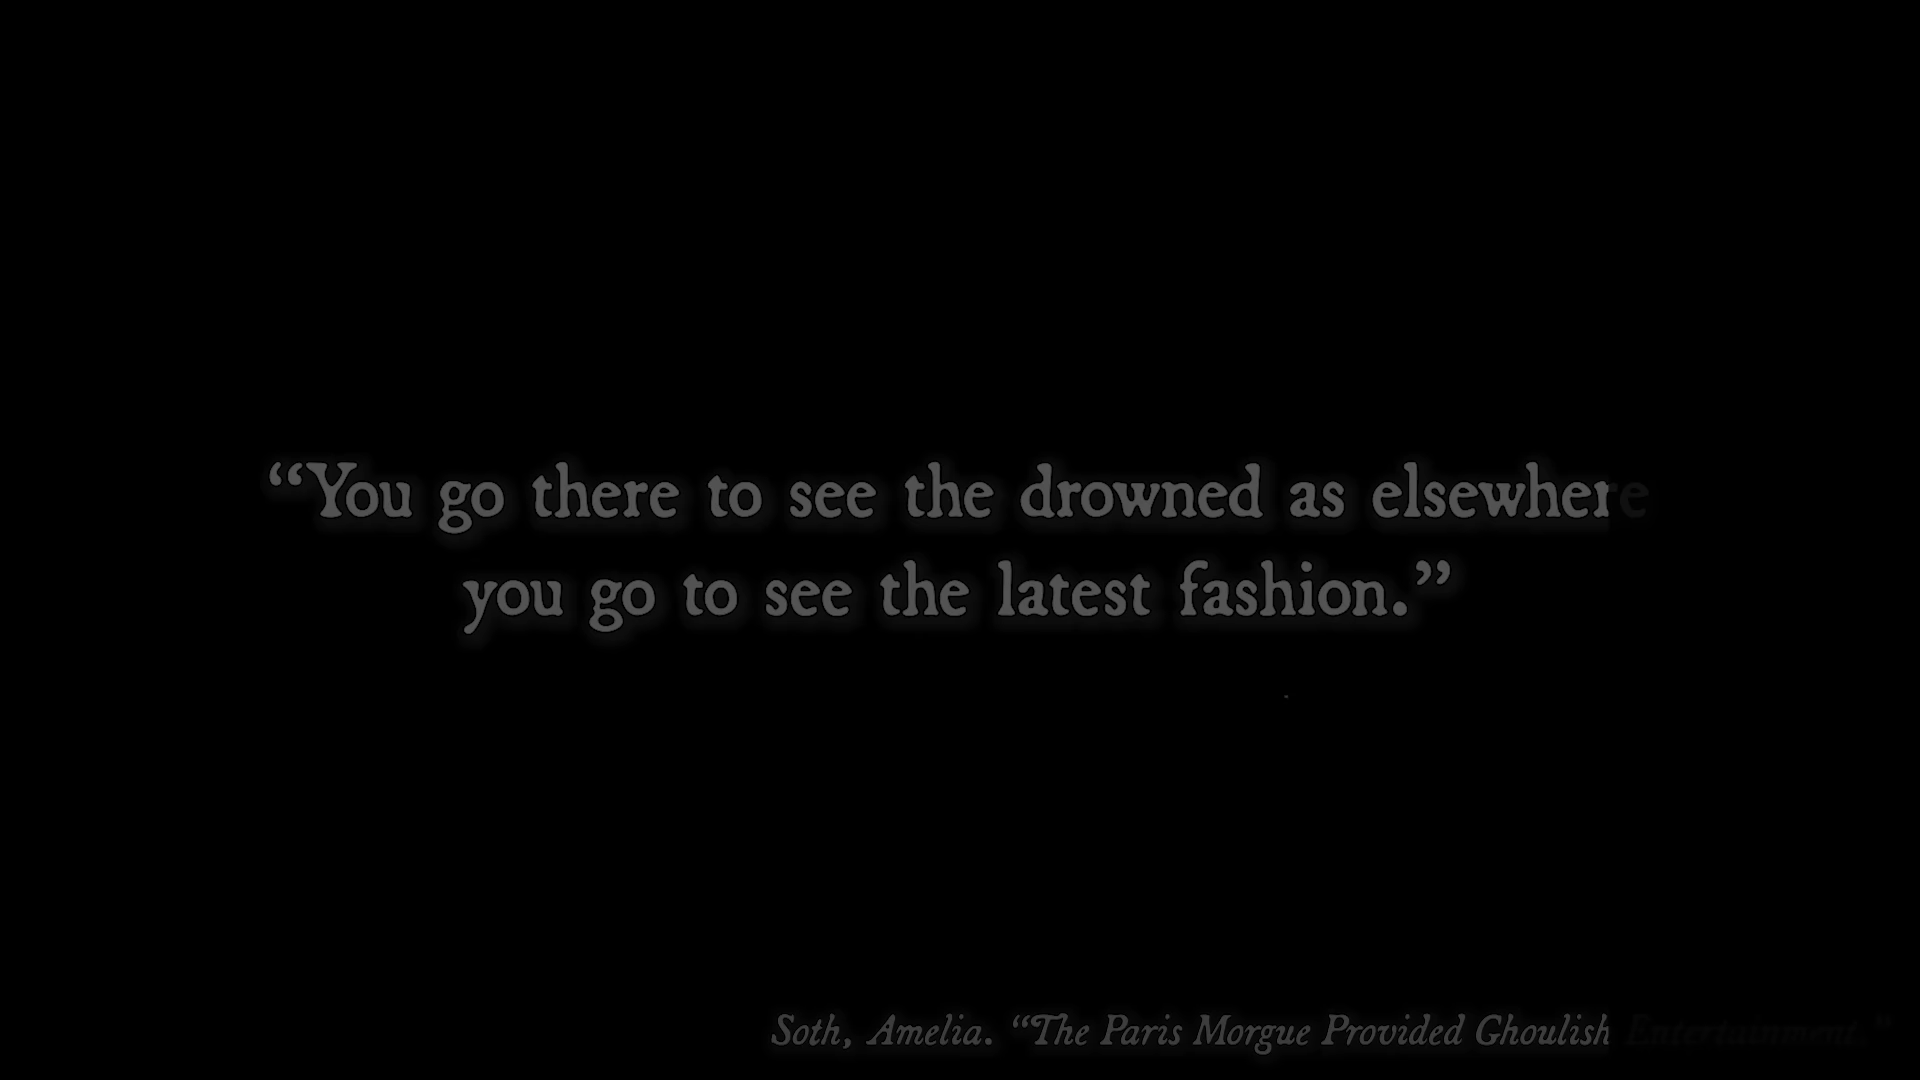 “You go there to see the drowned as elsewhere
you go to see the latest fashion.”
Soth, Amelia. “The Paris Morgue Provided Ghoulish Entertainment.”